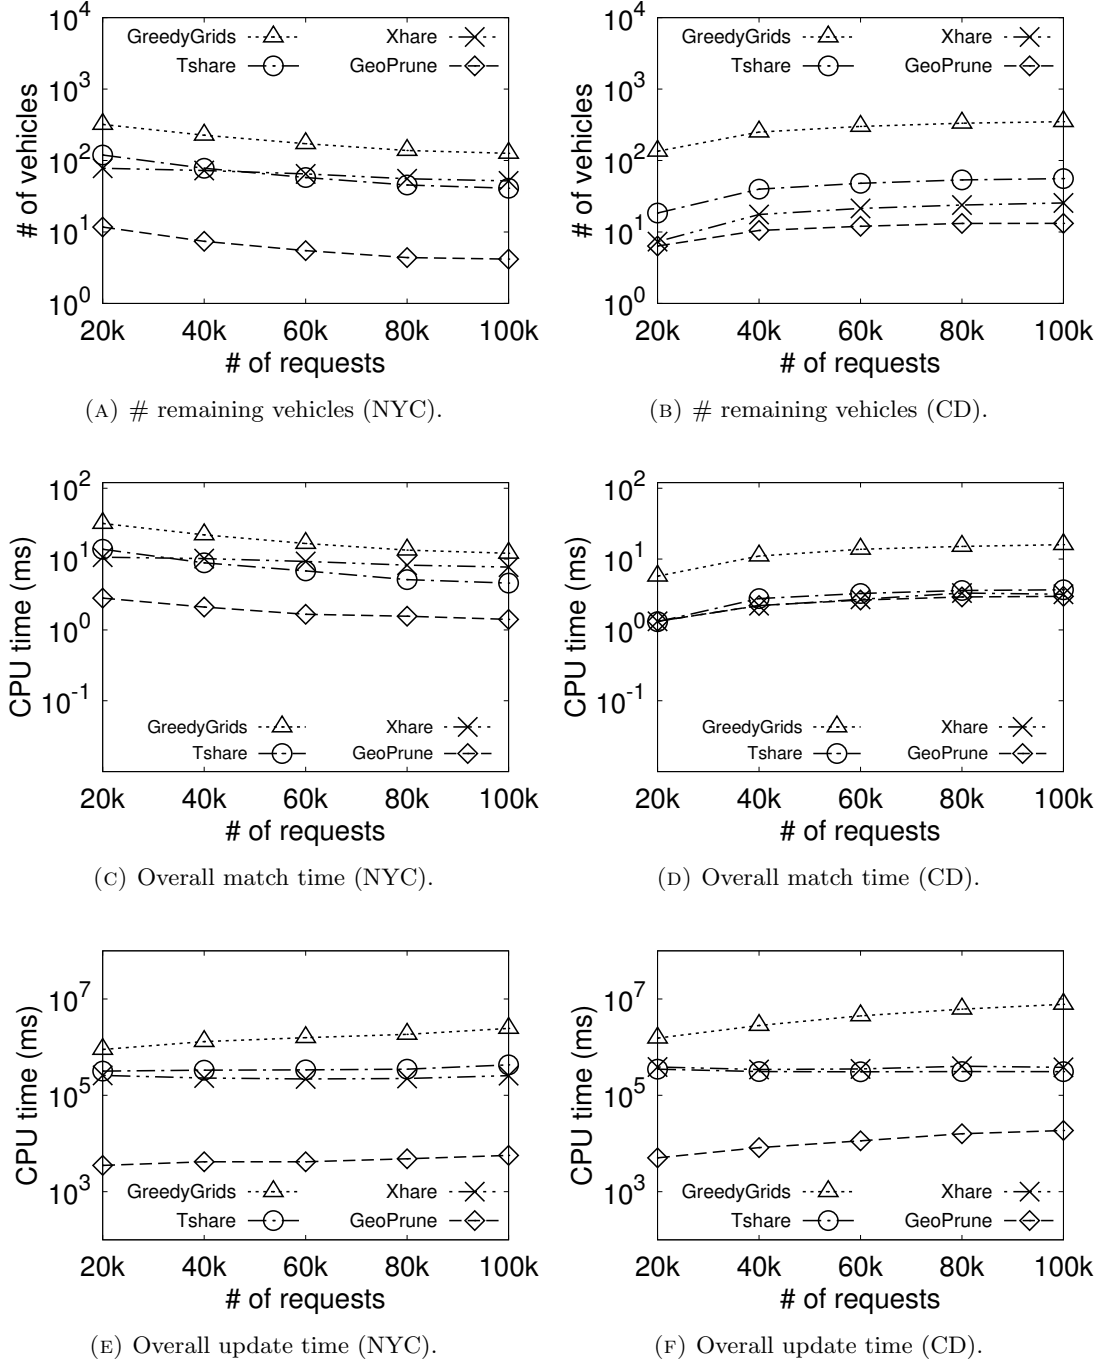 10^4
10^3
10^2
10^1
10^0
# of vehicles
GreedyGrids
Tshare
Xhare
GeoPrune
20k 40k 60k 80k 100k
# of requests
(A) # remaining vehicles (NYC).
10^4
10^3
10^2
10^1
10^0
# of vehicles
GreedyGrids
Tshare
Xhare
GeoPrune
20k 40k 60k 80k 100k
# of requests
(B) # remaining vehicles (CD).
10^2
10^1
10^0
10^-1
CPU time (ms)
GreedyGrids
Tshare
Xhare
GeoPrune
20k 40k 60k 80k 100k
# of requests
(C) Overall match time (NYC).
10^2
10^1
10^0
10^-1
CPU time (ms)
GreedyGrids
Tshare
Xhare
GeoPrune
20k 40k 60k 80k 100k
# of requests
(D) Overall match time (CD).
10^7
10^5
10^3
CPU time (ms)
GreedyGrids
Tshare
Xhare
GeoPrune
20k 40k 60k 80k 100k
# of requests
(E) Overall update time (NYC).
10^7
10^5
10^3
CPU time (ms)
GreedyGrids
Tshare
Xhare
GeoPrune
20k 40k 60k 80k 100k
# of requests
(F) Overall update time (CD).